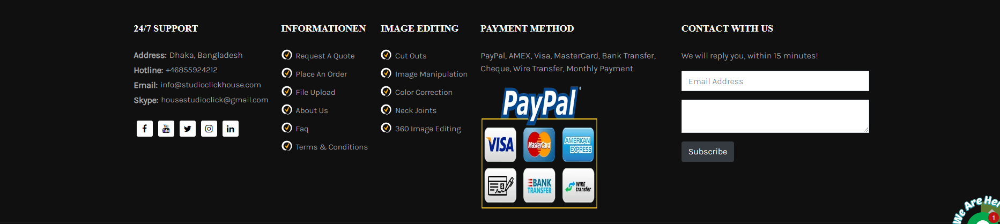 24/7 SUPPORT
Address: Dhaka, Bangladesh
Hotline: +46855924212
Email: info@studioclickhouse.com
Skype: housestudioclick@gmail.com
You
Tube
INFORMATIONEN
Request A Quote
Place An Order
File Upload
About Us
Faq
Terms & Conditions
IMAGE EDITING
Cut Outs
Image Manipulation
Color Correction
Neck Joints
360 Image Editing
PAYMENT METHOD
PayPal, AMEX, Visa, MasterCard, Bank Transfer,
Cheque, Wire Transfer, Monthly Payment.
PayPal
VISA
MasterCard
AMERICAN
EXPRESS
BANK
TRANSFER
WIRE
transfer
CONTACT WITH US
We will reply you, within 15 minutes!
Email Address
Subscribe
We Are
1